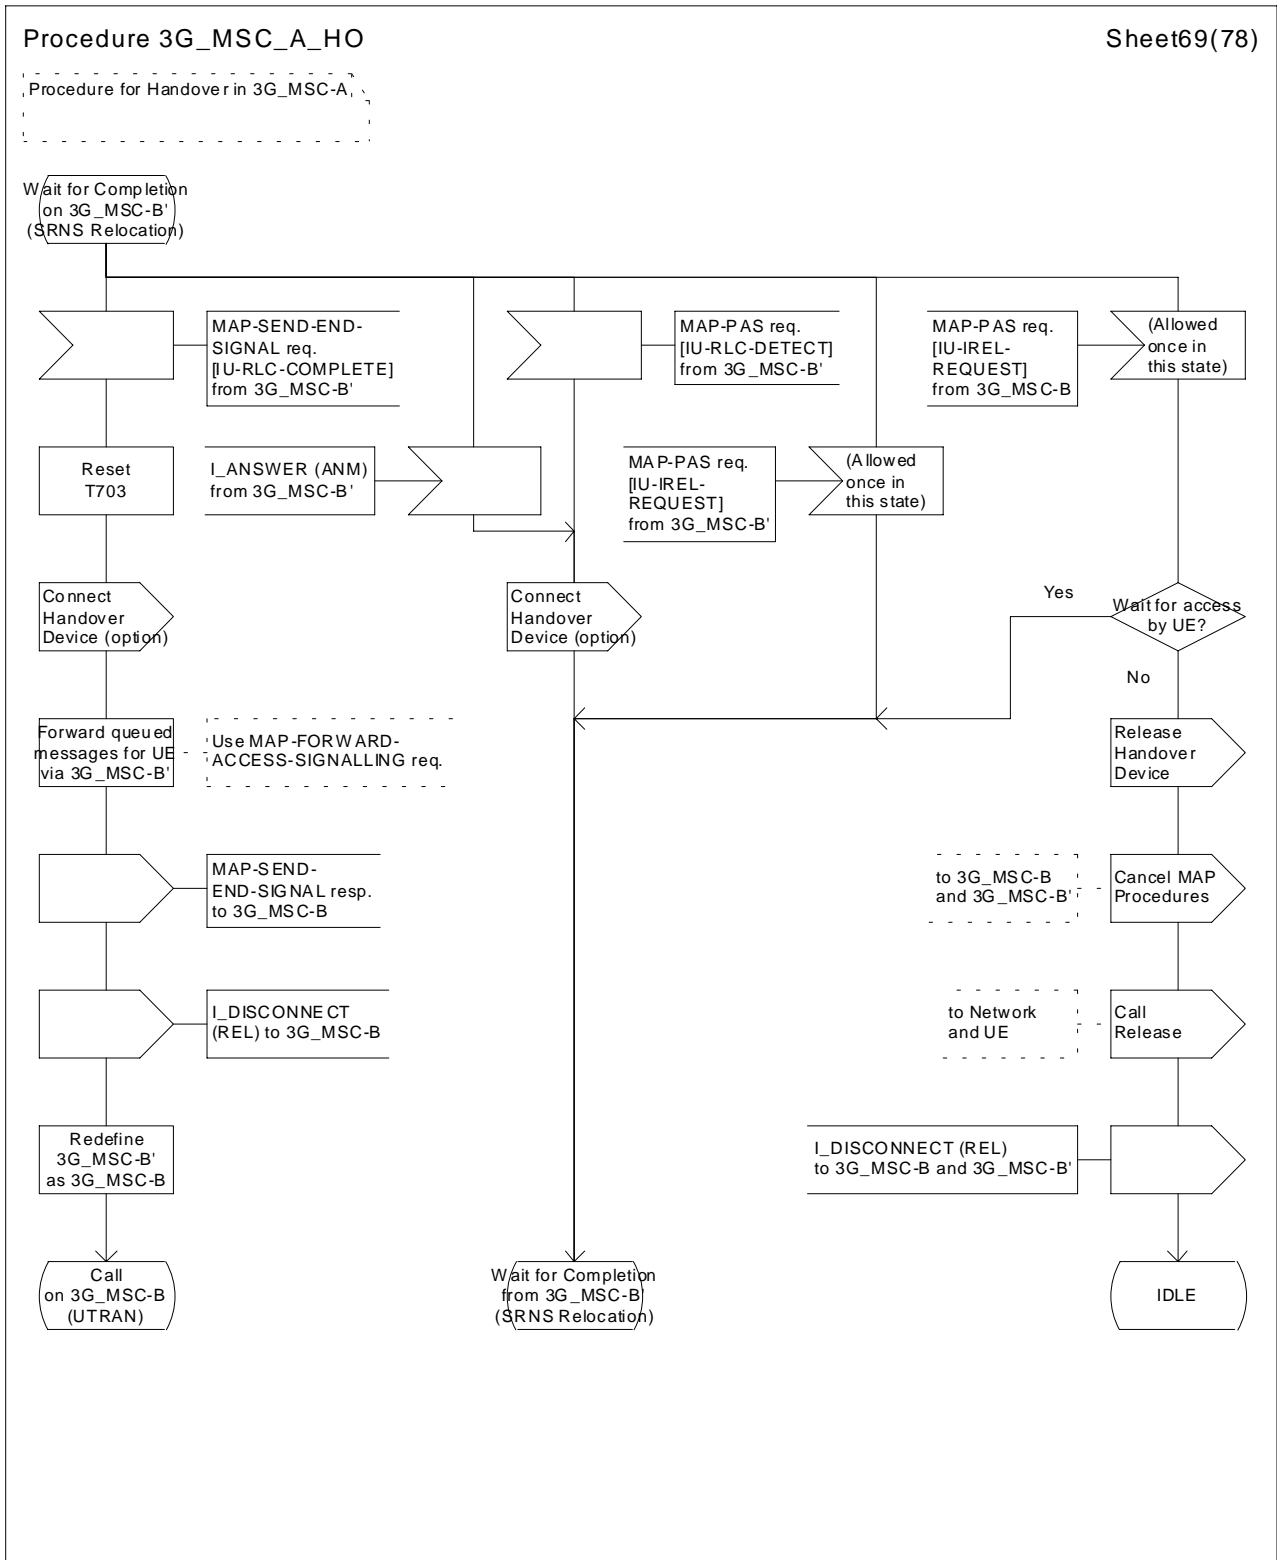 Procedure 3G_MSC_A_HO
Sheet69(78)
Procedure for Handover in 3G_MSC-A
Wait for Completion
on 3G_MSC-B'
(SRNS Relocation)
MAP-SEND-END-
SIGNAL req.
[IU-RLC-COMPLETE]
from 3G_MSC-B'
MAP-PAS req.
[IU-RLC-DETECT]
from 3G_MSC-B'
MAP-PAS req.
[IU-IREL-
REQUEST]
from 3G_MSC-B
(Allowed
once in
this state)
Reset
T703
I_ANSWER (ANM)
from 3G_MSC-B'
MAP-PAS req.
[IU-IREL-
REQUEST]
from 3G_MSC-B'
(Allowed
once in
this state)
Connect
Handover
Device (option)
Connect
Handover
Device (option)
Yes
Wait for access
by UE?
No
Forward queued
messages for UE
via 3G_MSC-B'
Use MAP-FORWARD-
ACCESS-SIGNALLING req.
Release
Handover
Device
MAP-SEND-
END-SIGNAL resp.
to 3G_MSC-B
to 3G_MSC-B
and 3G_MSC-B'
Cancel MAP
Procedures
I_DISCONNECT
(REL) to 3G_MSC-B
to Network
and UE
Call
Release
Redefine
3G_MSC-B'
as 3G_MSC-B
I_DISCONNECT (REL)
to 3G_MSC-B and 3G_MSC-B'
Call
on 3G_MSC-B
(UTRAN)
Wait for Completion
from 3G_MSC-B'
(SRNS Relocation)
IDLE